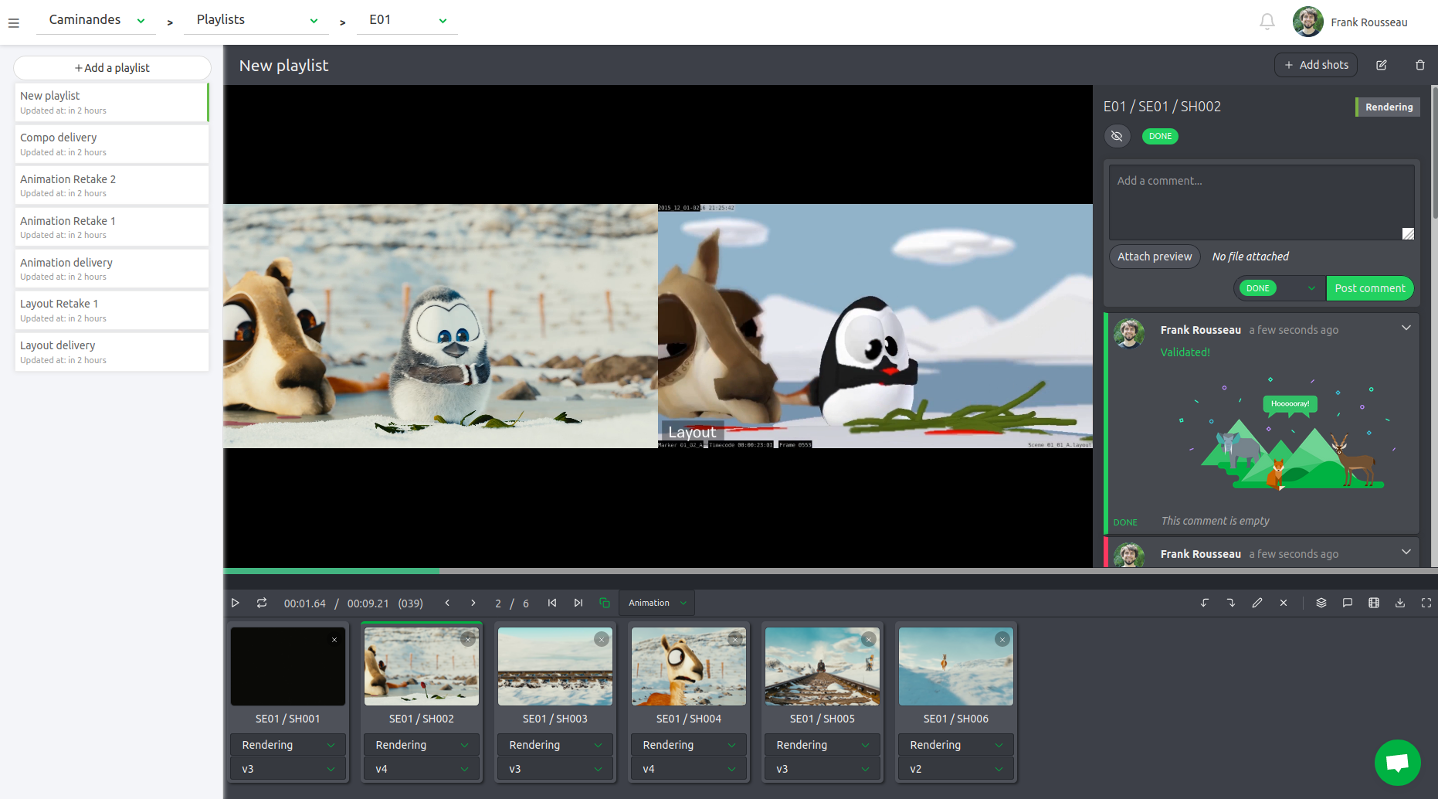 Caminandes > Playlists > E01
Frank Rousseau
+ Add a playlist
New playlist
Updated at: in 2 hours
Compo delivery
Updated at: in 2 hours
Animation Retake 2
Updated at: in 2 hours
Animation Retake 1
Updated at: in 2 hours
Animation delivery
Updated at: in 2 hours
Layout Retake 1
Updated at: in 2 hours
Layout delivery
Updated at: in 2 hours
New playlist
+ Add shots
Layout
E01 / SE01 / SH002
Rendering
DONE
Add a comment...
Attach preview No file attached
DONE Post comment
Frank Rousseau a few seconds ago
Validated!
Hoooooray!
DONE This comment is empty
Frank Rousseau a few seconds ago
00:01.64 / 00:09.21 (039) 2 / 6 Animation
SE01 / SH001 SE01 / SH002 SE01 / SH003 SE01 / SH004 SE01 / SH005 SE01 / SH006
Rendering Rendering Rendering Rendering Rendering Rendering
v3 v4 v3 v4 v3 v2